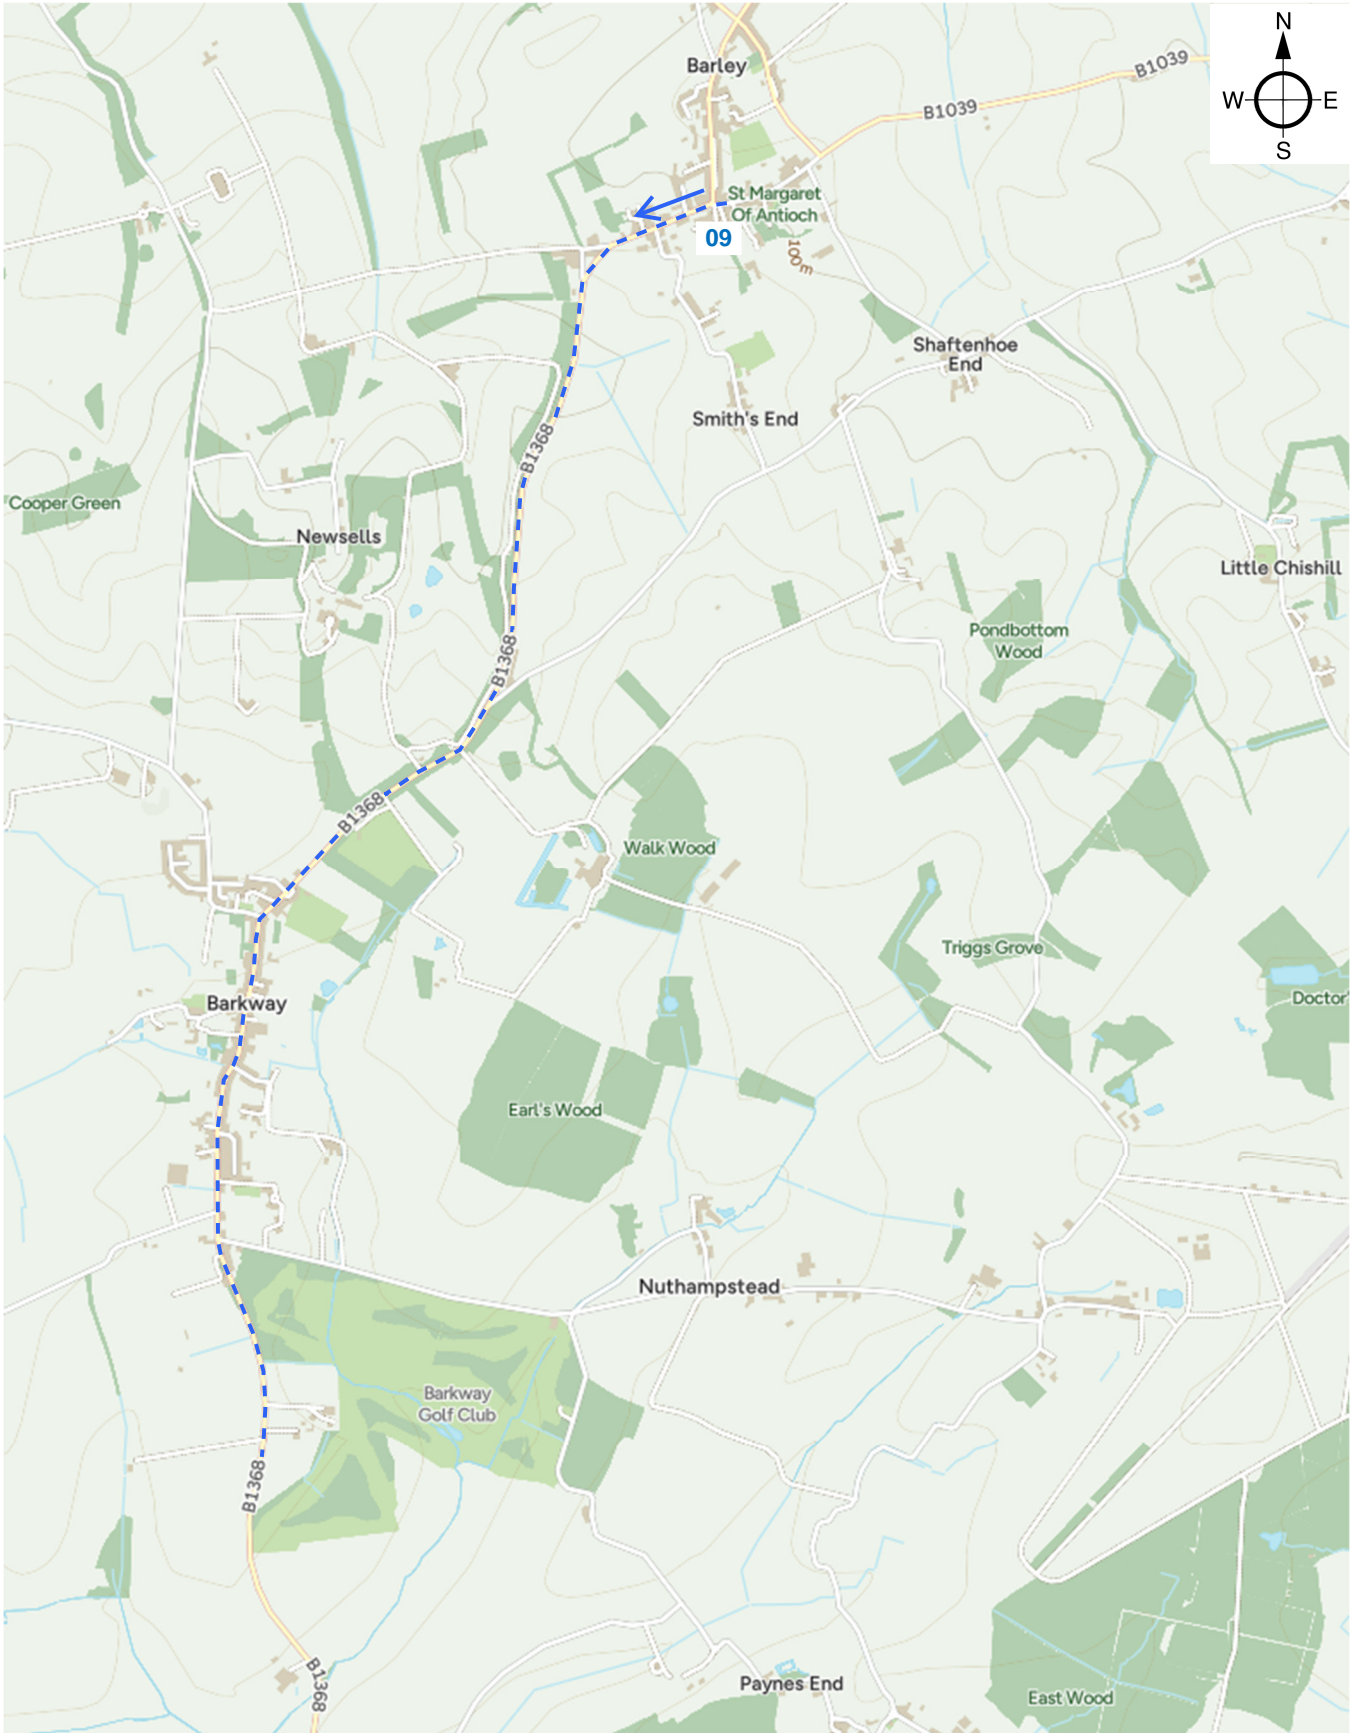 N
W
E
S
Barley
B1039
B1039
St Margaret
Of Antioch
09
100m
Shaftenhoe
End
Smith's End
B1368
Cooper Green
Newsells
Little Chishill
Pondbottom
Wood
B1368
B1368
Walk Wood
Triggs Grove
Doctor'
Barkway
Earl's Wood
Nuthampstead
Barkway
Golf Club
B1368
B1368
Paynes End
East Wood